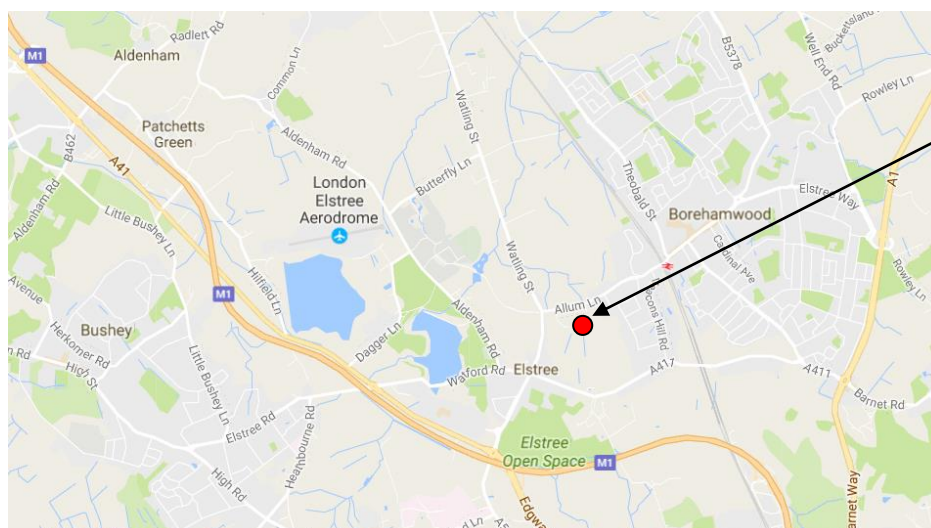 Radlett Rd
M1
Aldenham
Common Ln
Watling St
B5378
Well End Rd
Rowley Ln
Patchetts
Green
B462
A41
Aldenham Rd
Aldenham Rd
Butterfly Ln
London
Elstree
Aerodrome
Theobald St
A1
Elstree Way
Borehamwood
Little Bushey Ln
Cardinal Ave
Rowley Ln
Watling St
Avenue
Hilfield Ln
M1
Allum Ln
Deacons Hill Rd
Bushey
Herkomer Rd
Aldenham Rd
Dagger Ln
High St
Little Bushey Ln
Watford Rd
Elstree
A411
A411
Barnet Rd
Elstree Rd
Heathbourne Rd
High Rd
Elstree
Open Space
M1
Barnet Way
Edgwa